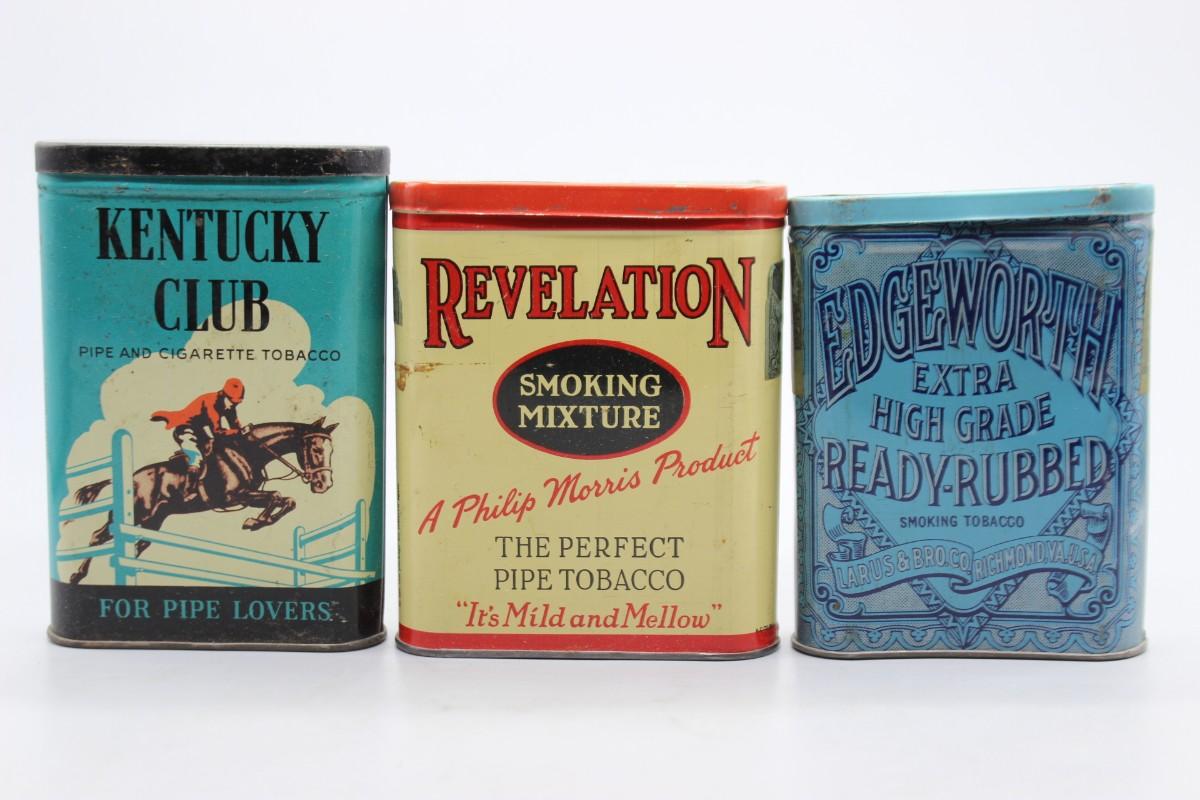 KENTUCKY
CLUB
PIPE AND CIGARETTE TOBACCO
FOR PIPE LOVERS
REVELATION
SMOKING
MIXTURE
A Philip Morris Product
THE PERFECT
PIPE TOBACCO
"It's Mild and Mellow"
EDGEWORTH
EXTRA
HIGH GRADE
READY-RUBBED
SMOKING TOBACCO
LARUS & BRO. CO. RICHMOND, VA. U.S.A.